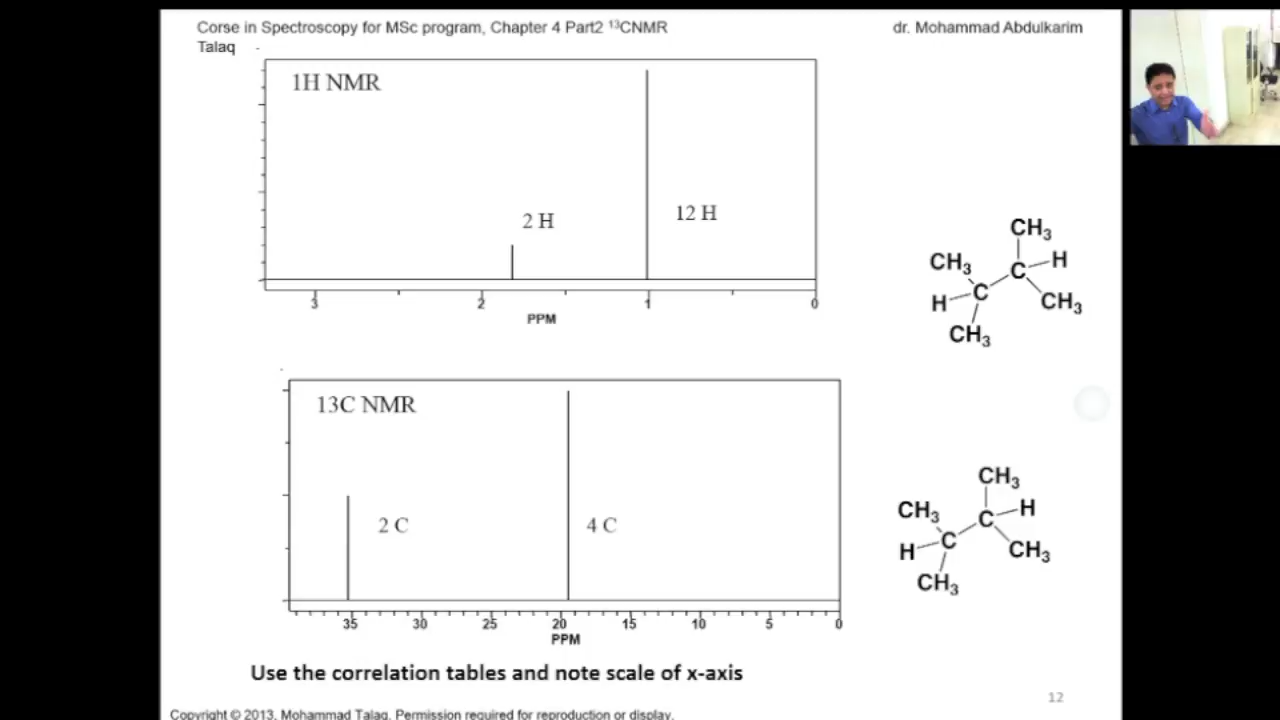 Corse in Spectroscopy for MSc program, Chapter 4 Part2 ¹³CNMR
dr. Mohammad Abdulkarim
Talaq
1H NMR
2 H
12 H
3 2 1 0
PPM
CH₃
CH₃ C H
H C CH₃
CH₃
13C NMR
2 C
4 C
35 30 25 20 15 10 5 0
PPM
CH₃
CH₃ C H
H C CH₃
CH₃
Use the correlation tables and note scale of x-axis
12
Copyright © 2013, Mohammad Talaq. Permission required for reproduction or display.